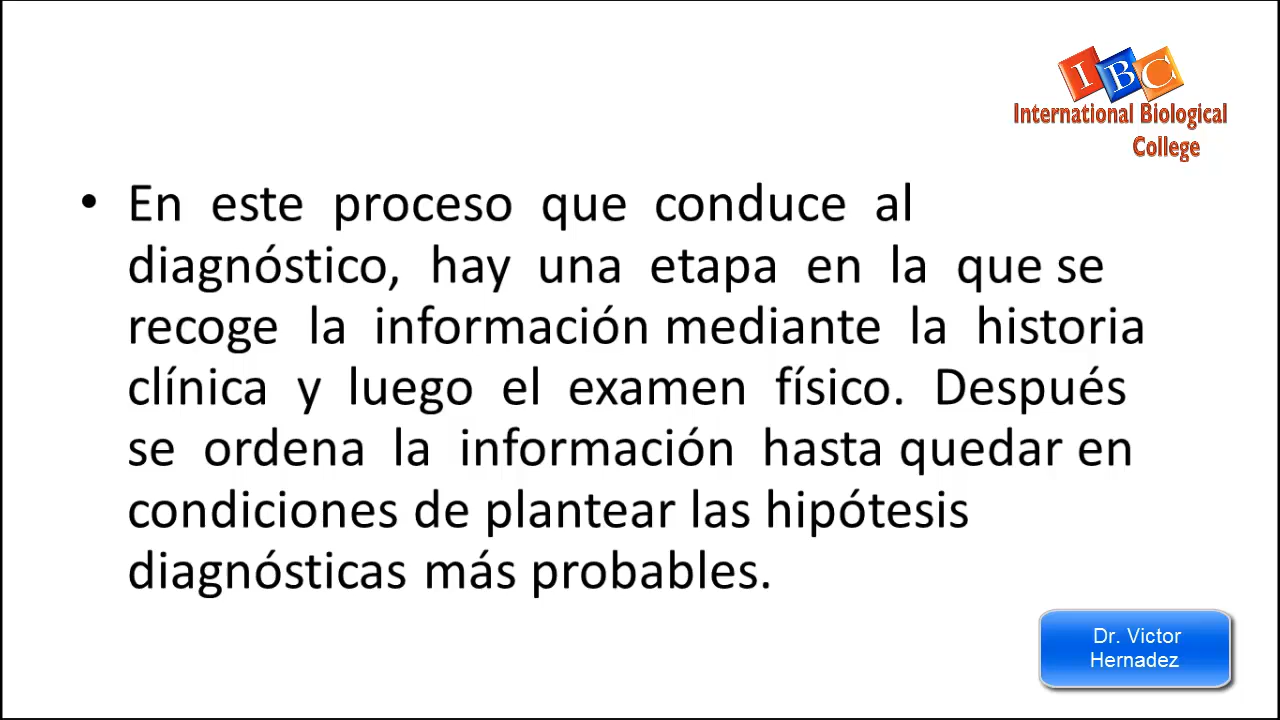 IBC
International Biological
College
• En este proceso que conduce al
diagnóstico, hay una etapa en la que se
recoge la información mediante la historia
clínica y luego el examen físico. Después
se ordena la información hasta quedar en
condiciones de plantear las hipótesis
diagnósticas más probables.
Dr. Victor
Hernadez